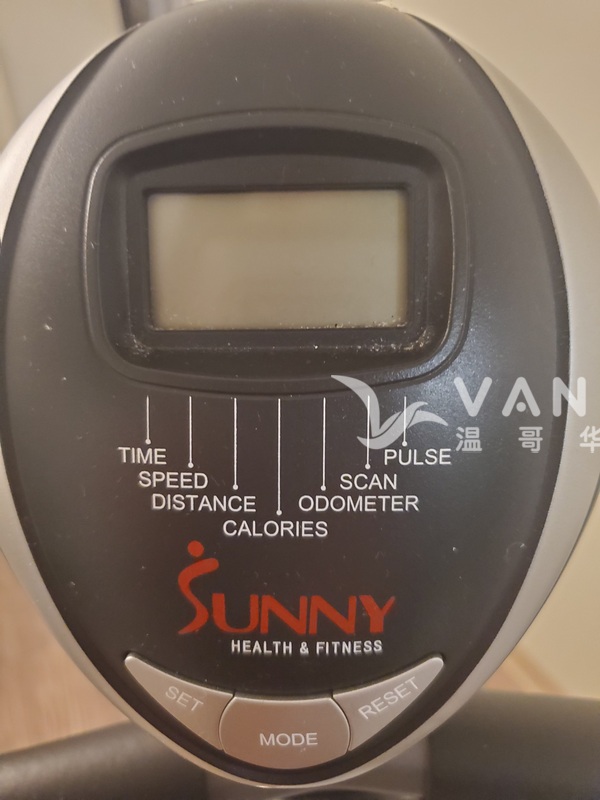 VAN
温哥华
TIME
PULSE
SPEED
SCAN
DISTANCE
ODOMETER
CALORIES
SUNNY
HEALTH & FITNESS
SET
MODE
RESET